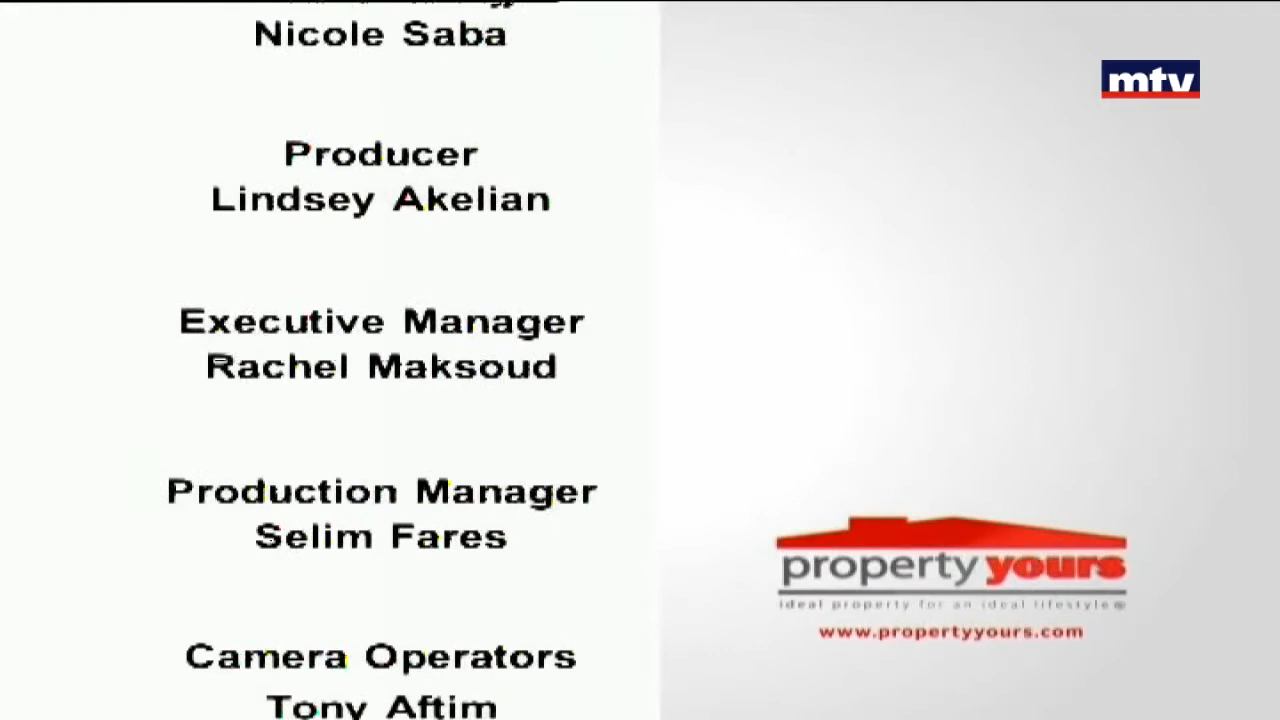 Nicole Saba
Producer
Lindsey Akelian
Executive Manager
Rachel Maksoud
Production Manager
Selim Fares
Camera Operators
Tony Aftim
mtv
property yours
ideal property for an ideal lifestyle®
www.propertyyours.com